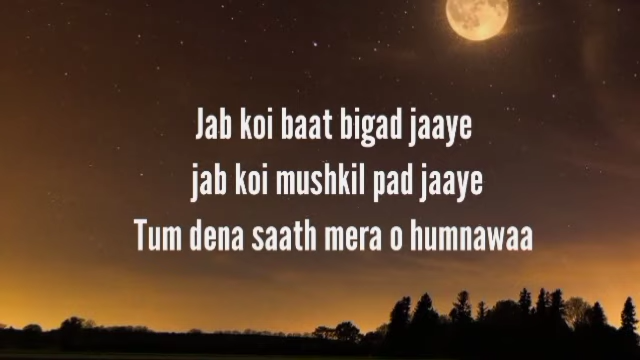 Jab koi baat bigad jaaye
jab koi mushkil pad jaaye
Tum dena saath mera o humnawaa